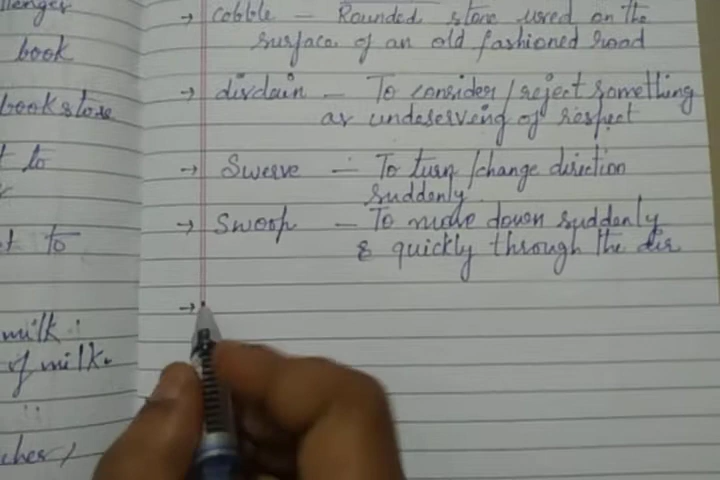 llenger
book
bookstore
t to
t to
milk :
of milk.
ches /
→ cobble – Rounded stone used on the
surface of an old fashioned road
→ disdain – To consider / reject something
as undeserving of respect
→ Swerve – To turn / change direction
suddenly.
→ Swoop – To move down suddenly
& quickly through the air
→